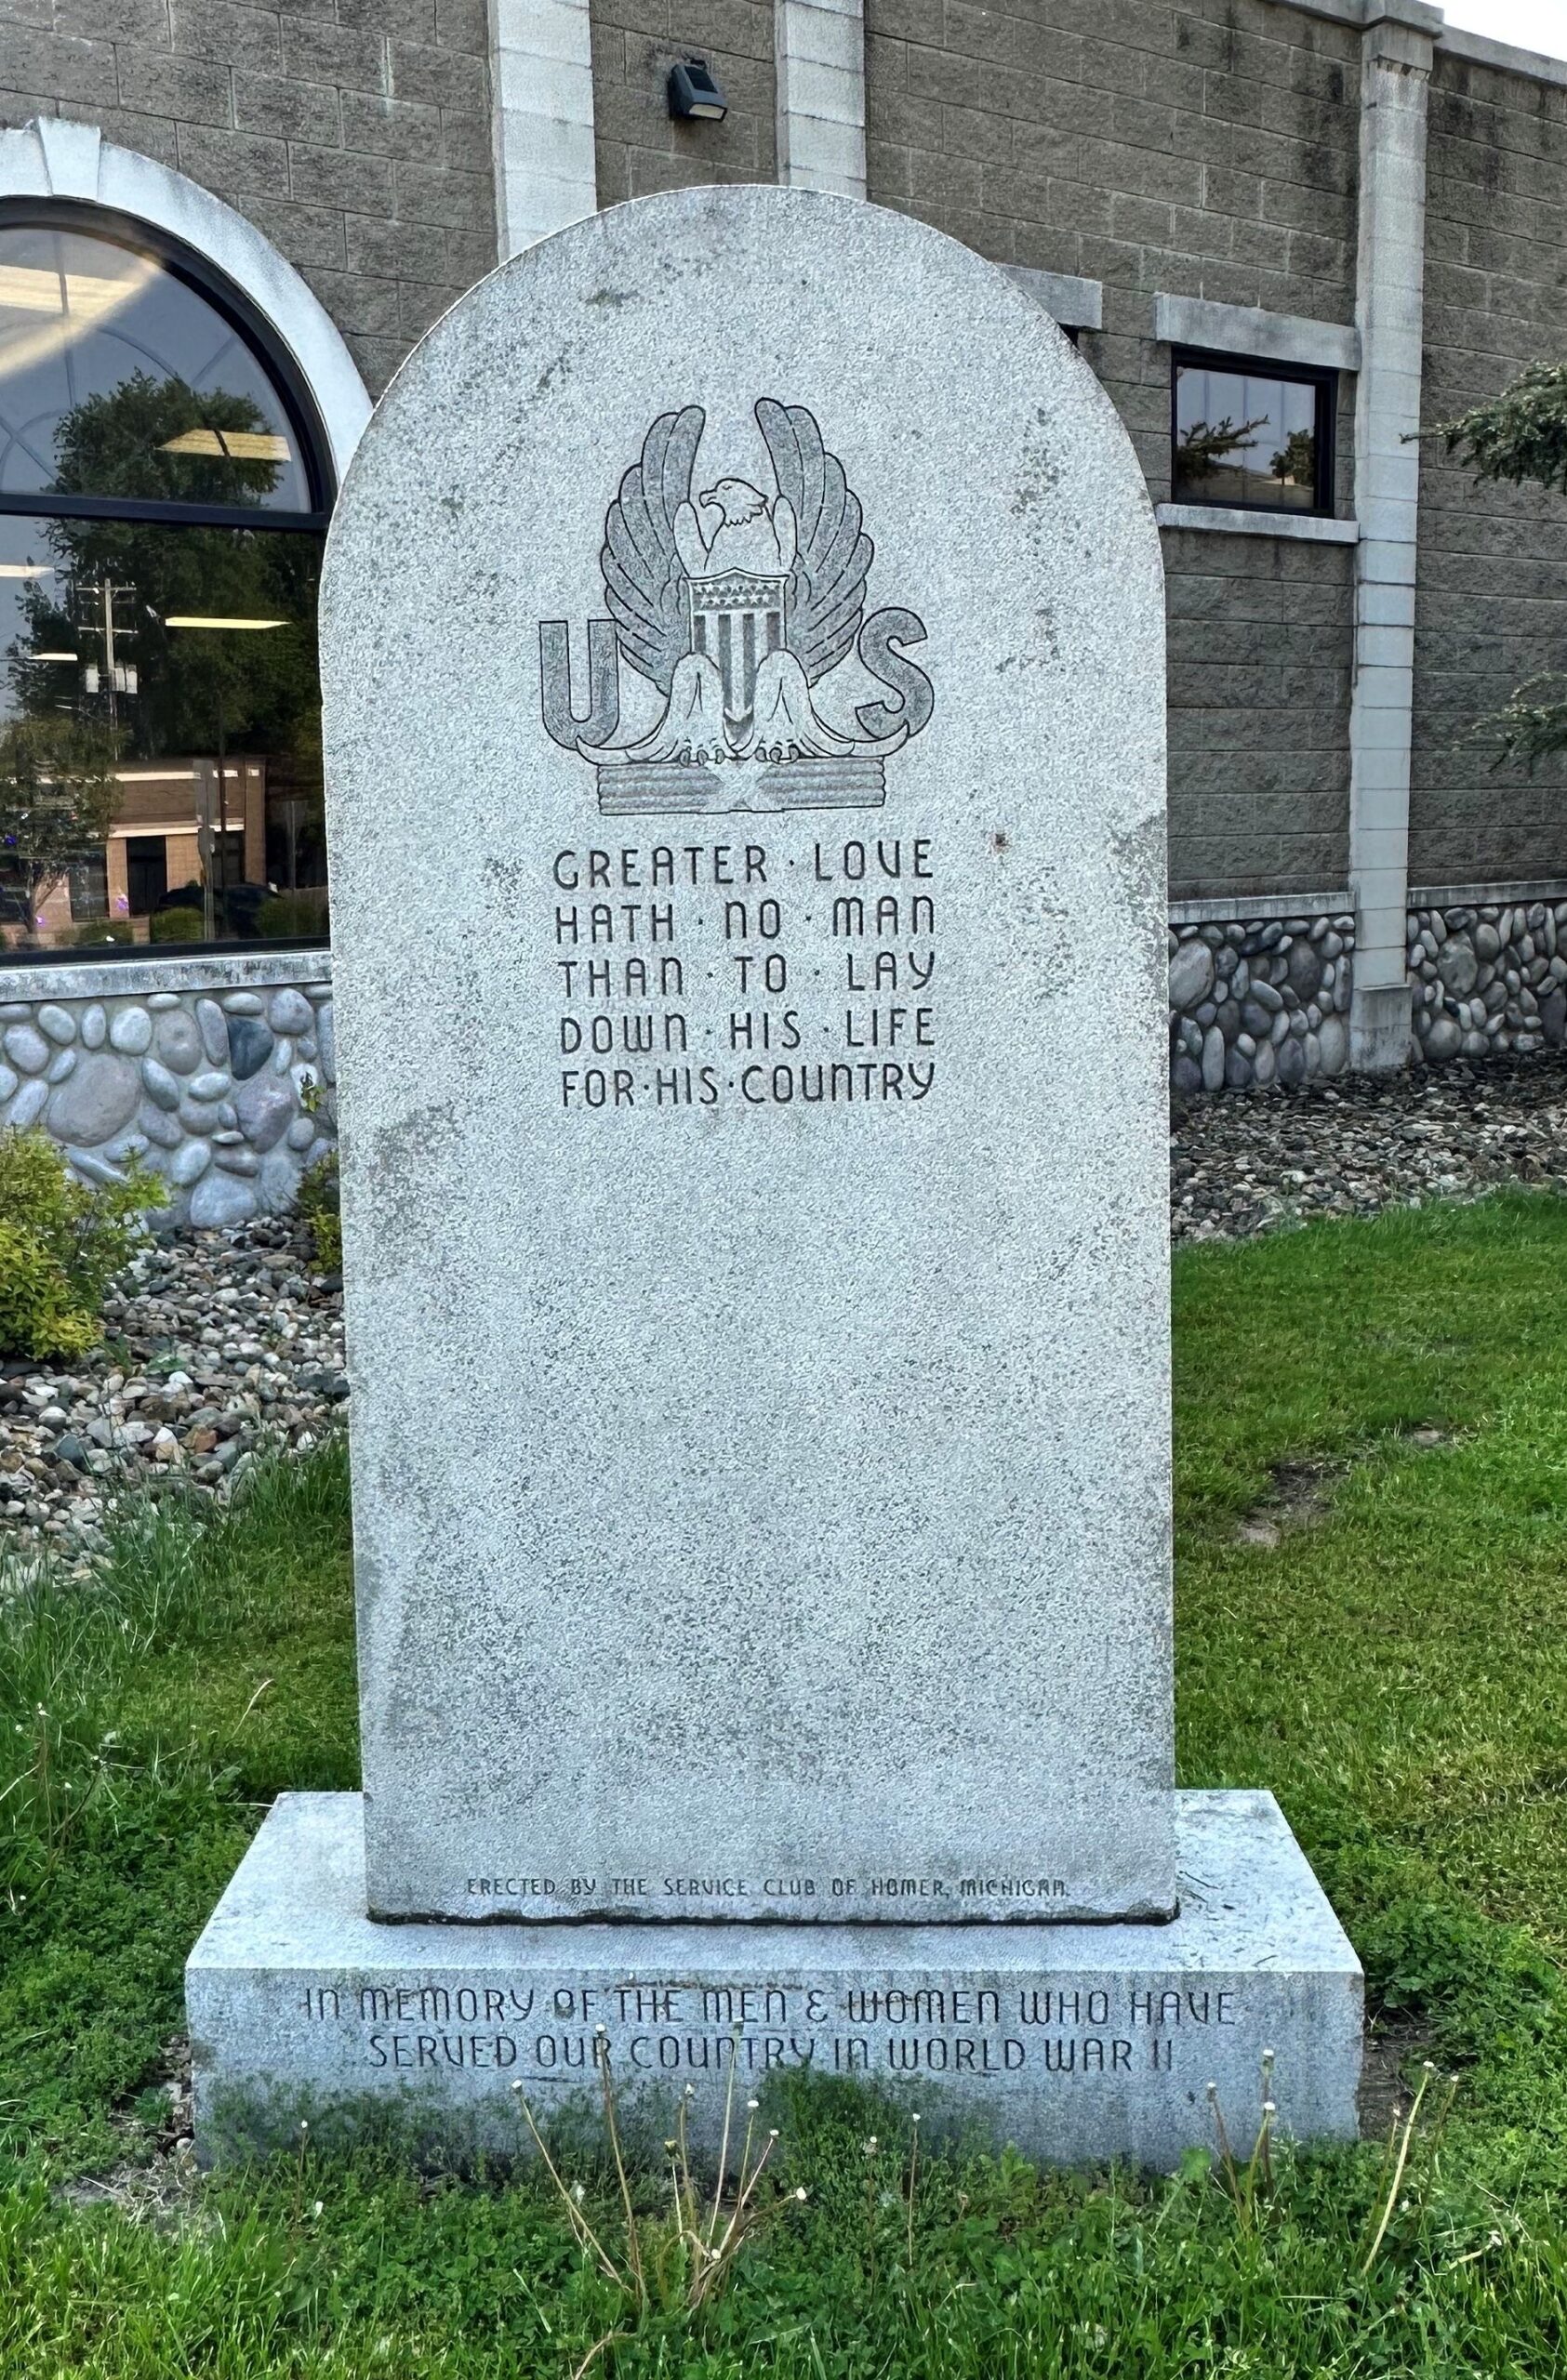 U S
GREATER · LOVE
HATH · NO · MAN
THAN · TO · LAY
DOWN · HIS · LIFE
FOR · HIS · COUNTRY
ERECTED BY THE SERVICE CLUB OF HOMER, MICHIGAN.
IN MEMORY OF THE MEN & WOMEN WHO HAVE
SERVED OUR COUNTRY IN WORLD WAR II